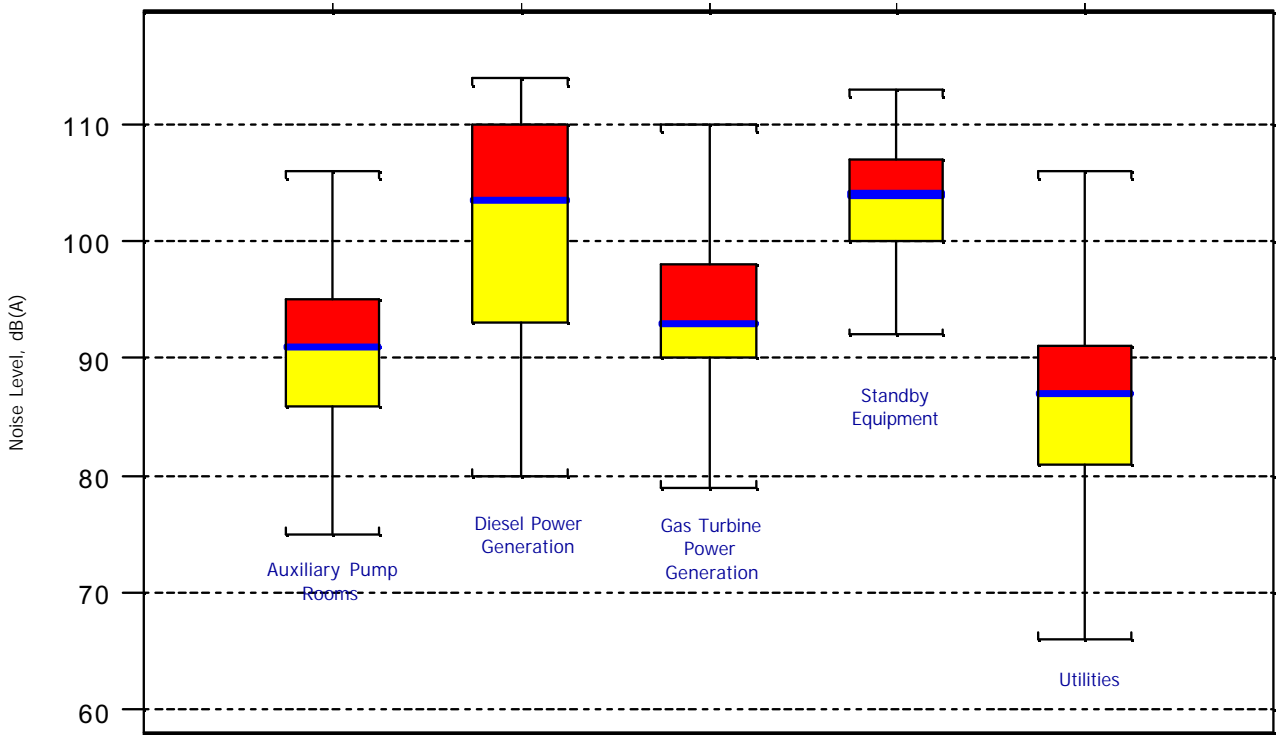 110
100
90
80
70
60
Noise Level, dB(A)
Auxiliary Pump
Rooms
Diesel Power
Generation
Gas Turbine
Power
Generation
Standby
Equipment
Utilities